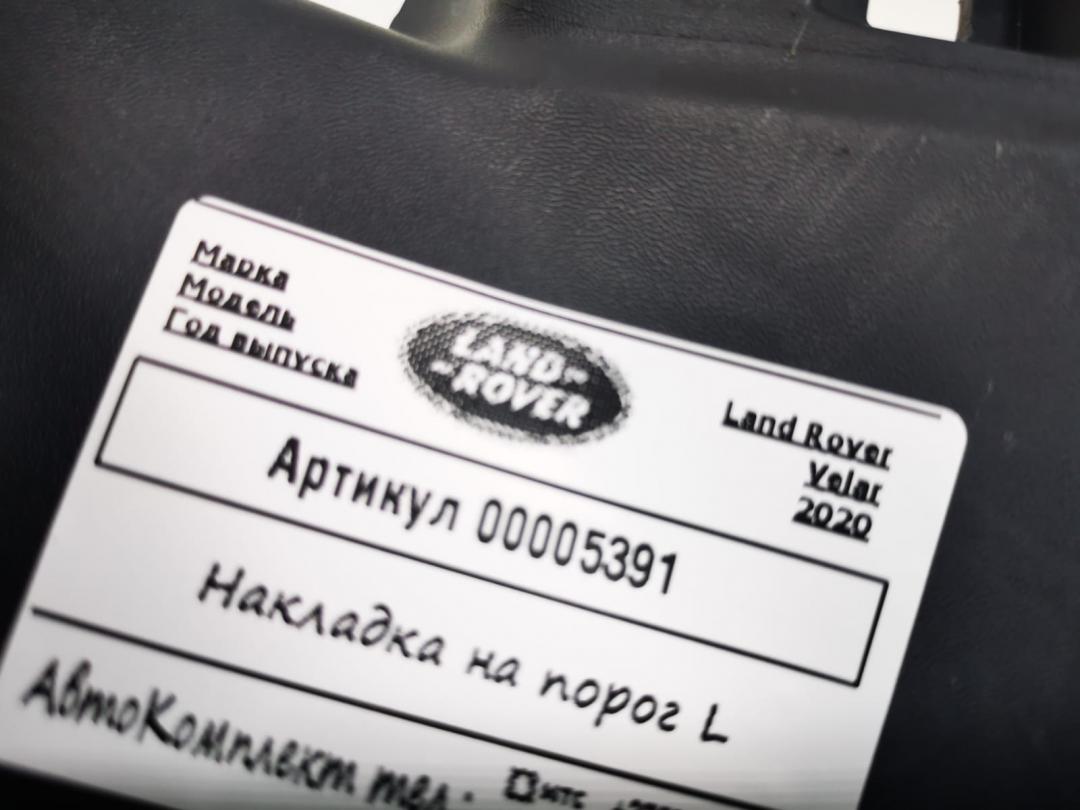 Марка
Модель
Год выпуска
LAND-
-ROVER
Land Rover
Velar
2020
Артикул 00005391
Накладка на порог L
АвтоКомплект тел.